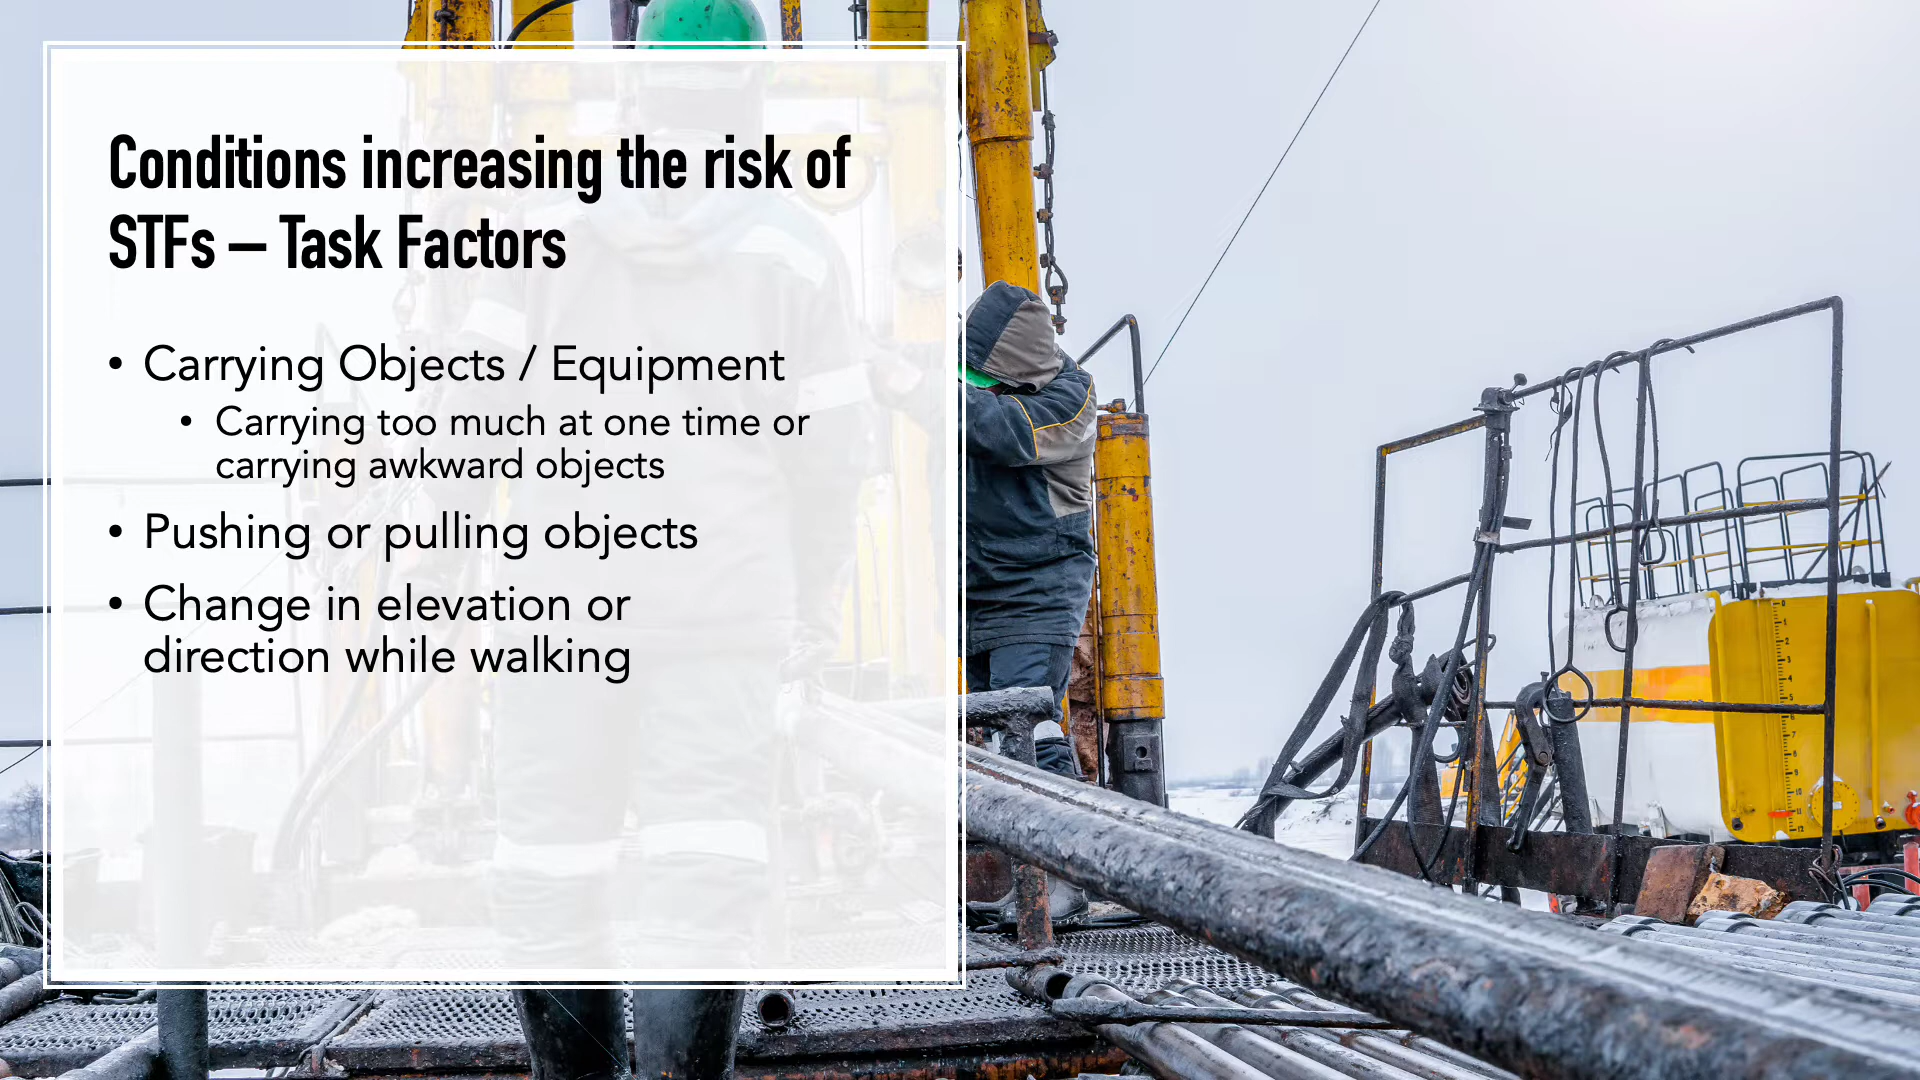 Conditions increasing the risk of
STFs – Task Factors
• Carrying Objects / Equipment
• Carrying too much at one time or
carrying awkward objects
• Pushing or pulling objects
• Change in elevation or
direction while walking